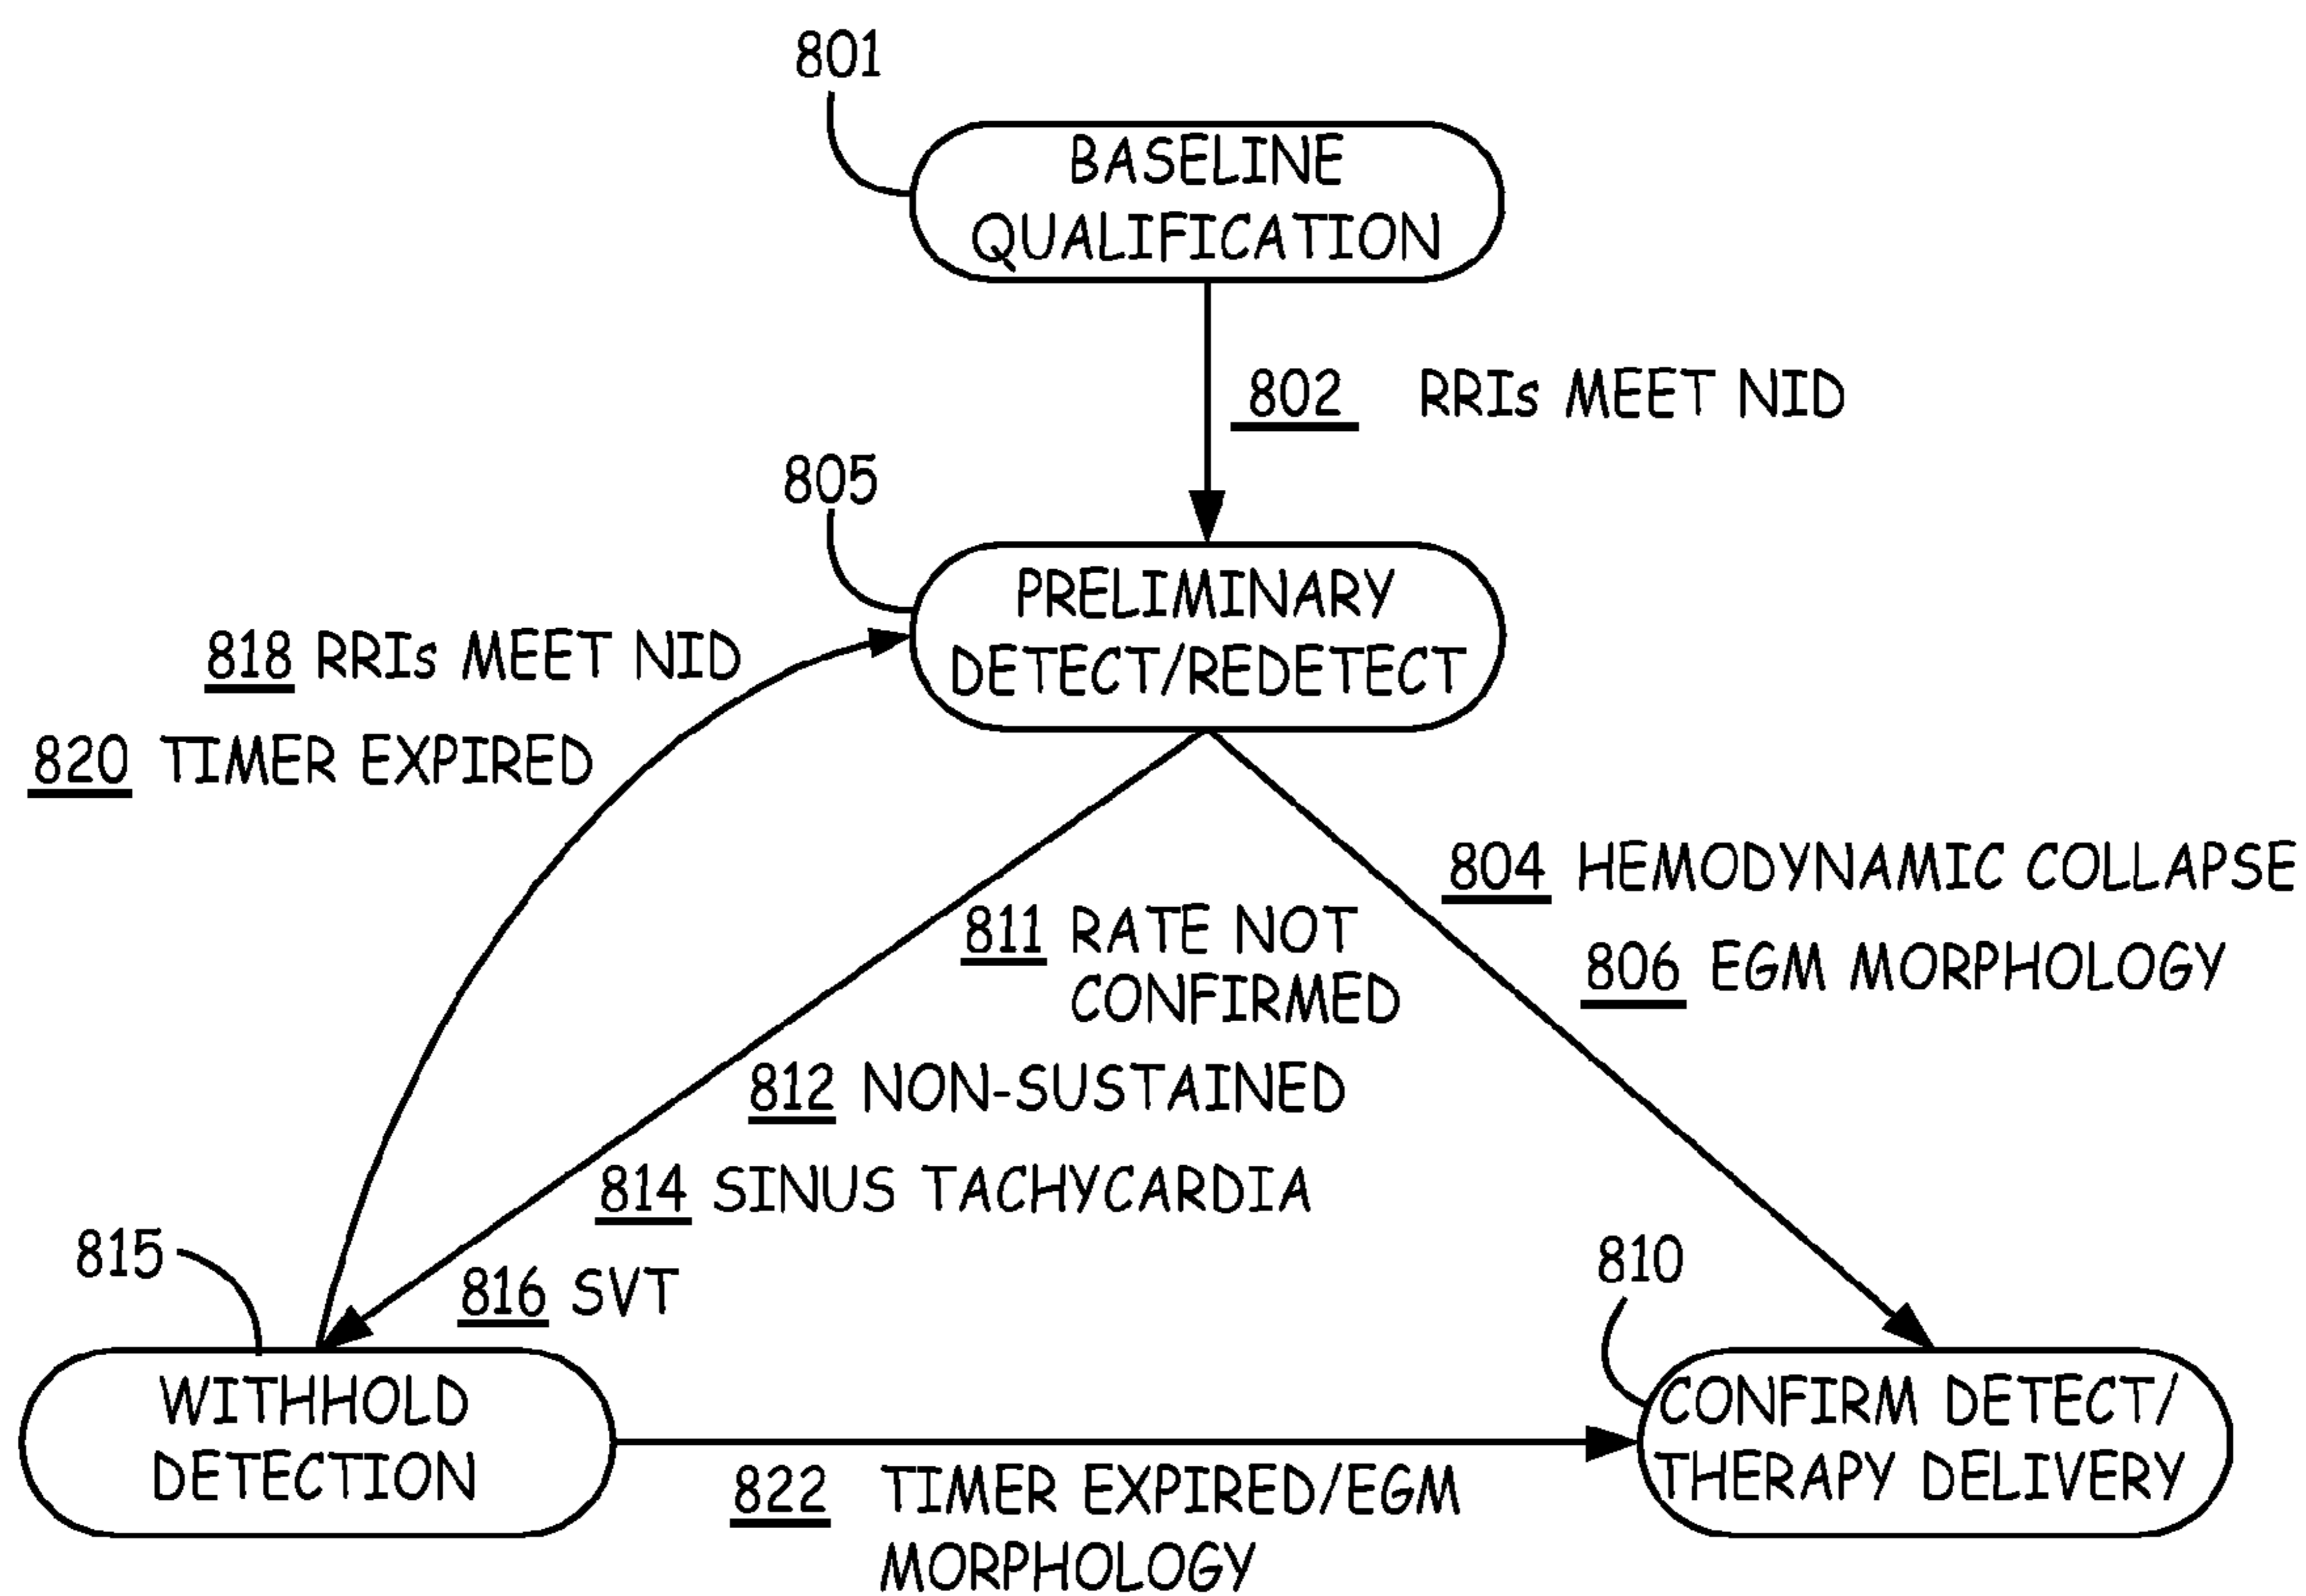 801
BASELINE
QUALIFICATION
802 RRIs MEET NID
805
PRELIMINARY
DETECT/REDETECT
818 RRIs MEET NID
820 TIMER EXPIRED
804 HEMODYNAMIC COLLAPSE
806 EGM MORPHOLOGY
811 RATE NOT
CONFIRMED
812 NON-SUSTAINED
814 SINUS TACHYCARDIA
816 SVT
815
810
WITHHOLD
DETECTION
CONFIRM DETECT/
THERAPY DELIVERY
822 TIMER EXPIRED/EGM
MORPHOLOGY